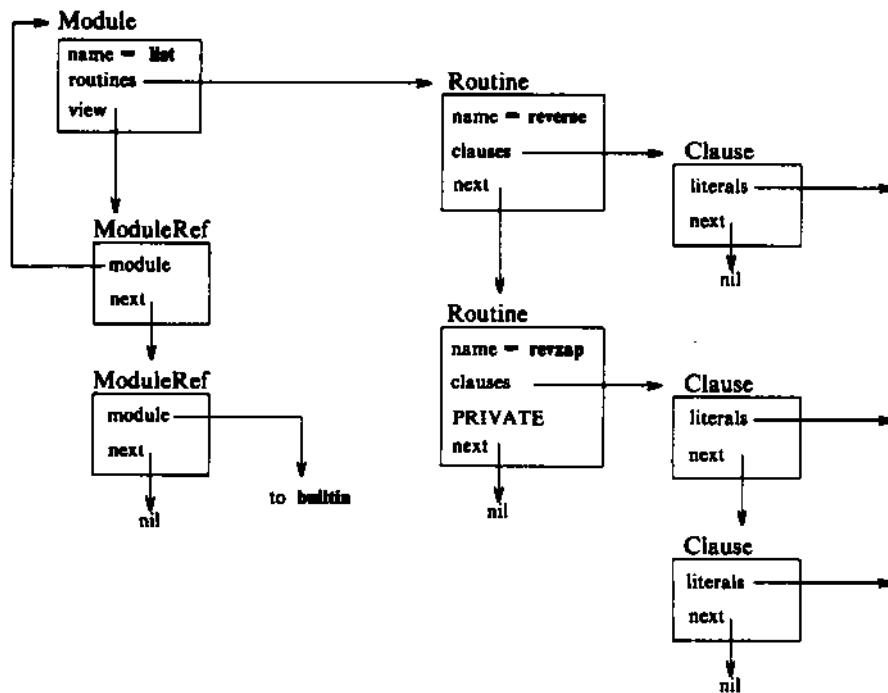 Module
name = list
routines
view
ModuleRef
module
next
ModuleRef
module
next
nil
to builtin
Routine
name = reverse
clauses
next
Routine
name = revzap
clauses
PRIVATE
next
nil
Clause
literals
next
nil
Clause
literals
next
Clause
literals
next
nil